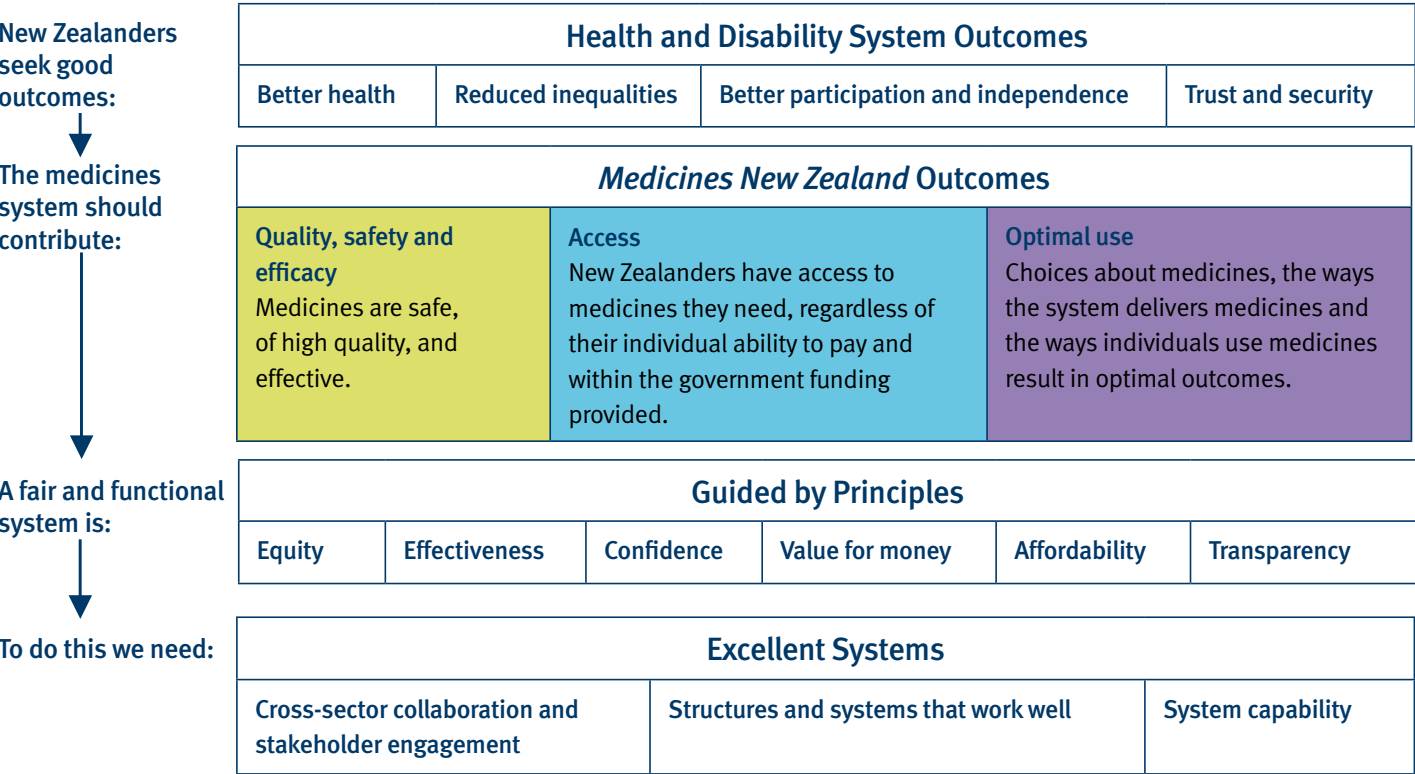 New Zealanders
seek good
outcomes:
Health and Disability System Outcomes
Better health
Reduced inequalities
Better participation and independence
Trust and security
The medicines
system should
contribute:
Medicines New Zealand Outcomes
Quality, safety and
efficacy
Medicines are safe,
of high quality, and
effective.
Access
New Zealanders have access to
medicines they need, regardless of
their individual ability to pay and
within the government funding
provided.
Optimal use
Choices about medicines, the ways
the system delivers medicines and
the ways individuals use medicines
result in optimal outcomes.
A fair and functional
system is:
Guided by Principles
Equity
Effectiveness
Confidence
Value for money
Affordability
Transparency
To do this we need:
Excellent Systems
Cross-sector collaboration and
stakeholder engagement
Structures and systems that work well
System capability